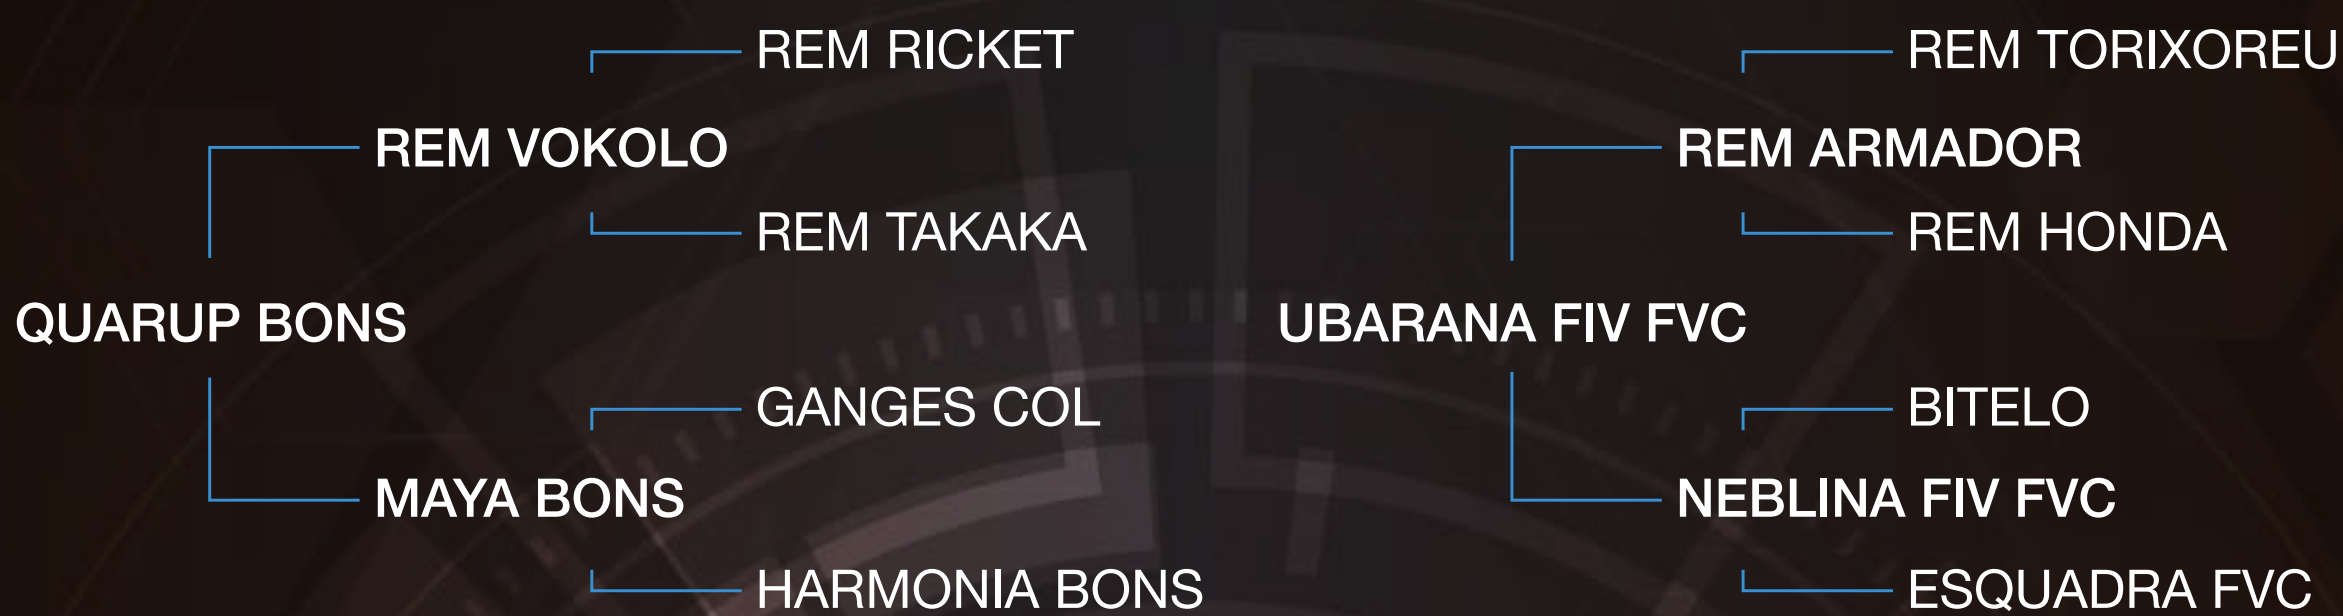 REM RICKET
REM VOKOLO
REM TAKAKA
QUARUP BONS
GANGES COL
MAYA BONS
HARMONIA BONS
REM TORIXOREU
REM ARMADOR
REM HONDA
UBARANA FIV FVC
BITELO
NEBLINA FIV FVC
ESQUADRA FVC